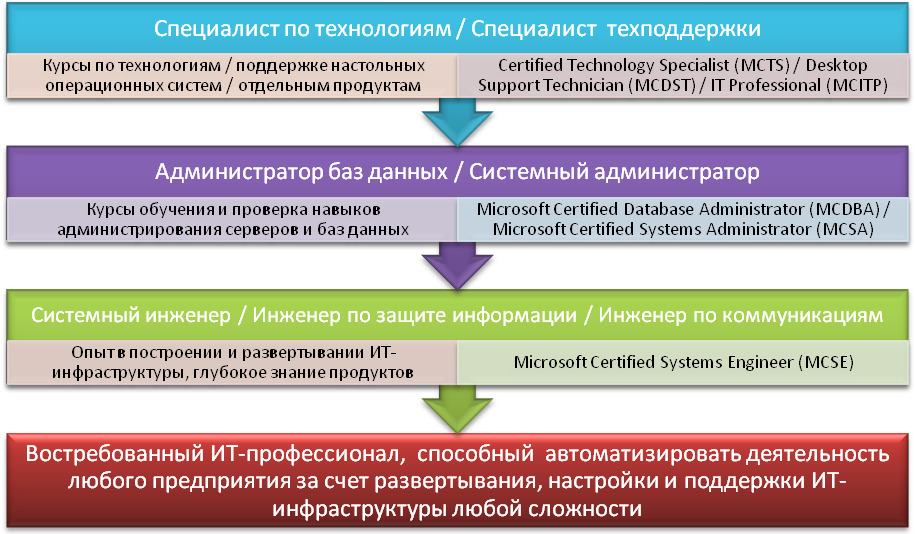 Специалист по технологиям / Специалист техподдержки
Курсы по технологиям / поддержке настольных
операционных систем / отдельным продуктам
Certified Technology Specialist (MCTS) / Desktop
Support Technician (MCDST) / IT Professional (MCITP)
Администратор баз данных / Системный администратор
Курсы обучения и проверка навыков
администрирования серверов и баз данных
Microsoft Certified Database Administrator (MCDBA) /
Microsoft Certified Systems Administrator (MCSA)
Системный инженер / Инженер по защите информации / Инженер по коммуникациям
Опыт в построении и развертывании ИТ-
инфраструктуры, глубокое знание продуктов
Microsoft Certified Systems Engineer (MCSE)
Востребованный ИТ-профессионал, способный автоматизировать деятельность
любого предприятия за счет развертывания, настройки и поддержки ИТ-
инфраструктуры любой сложности